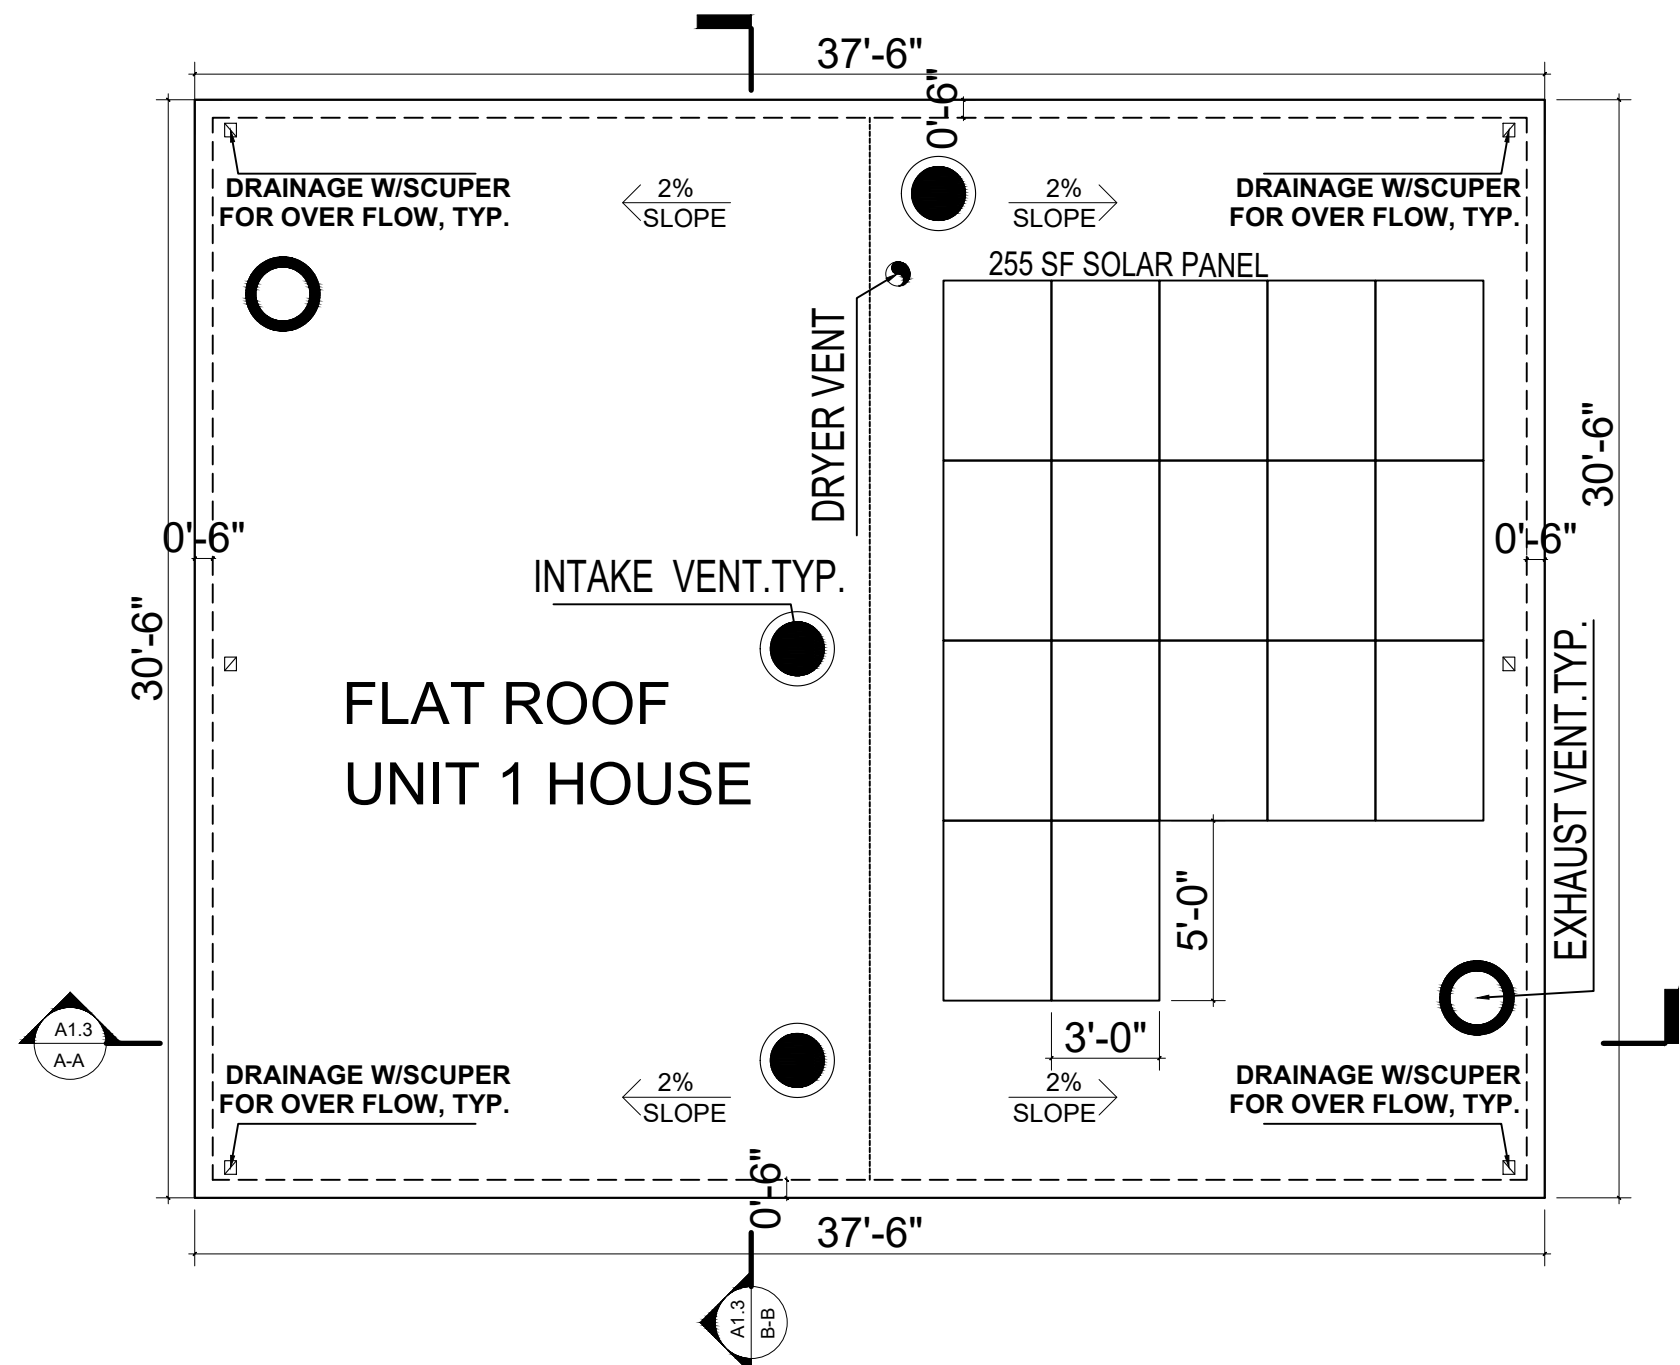 37'-6"
0'-6"
DRAINAGE W/SCUPER
FOR OVER FLOW, TYP.
2%
SLOPE
2%
SLOPE
DRAINAGE W/SCUPER
FOR OVER FLOW, TYP.
255 SF SOLAR PANEL
DRYER VENT
30'-6"
0'-6"
0'-6"
INTAKE VENT.TYP.
30'-6"
FLAT ROOF
UNIT 1 HOUSE
EXHAUST VENT.TYP.
5'-0"
3'-0"
A1.3
A-A
DRAINAGE W/SCUPER
FOR OVER FLOW, TYP.
2%
SLOPE
2%
SLOPE
DRAINAGE W/SCUPER
FOR OVER FLOW, TYP.
0'-6"
37'-6"
A1.3
B-B